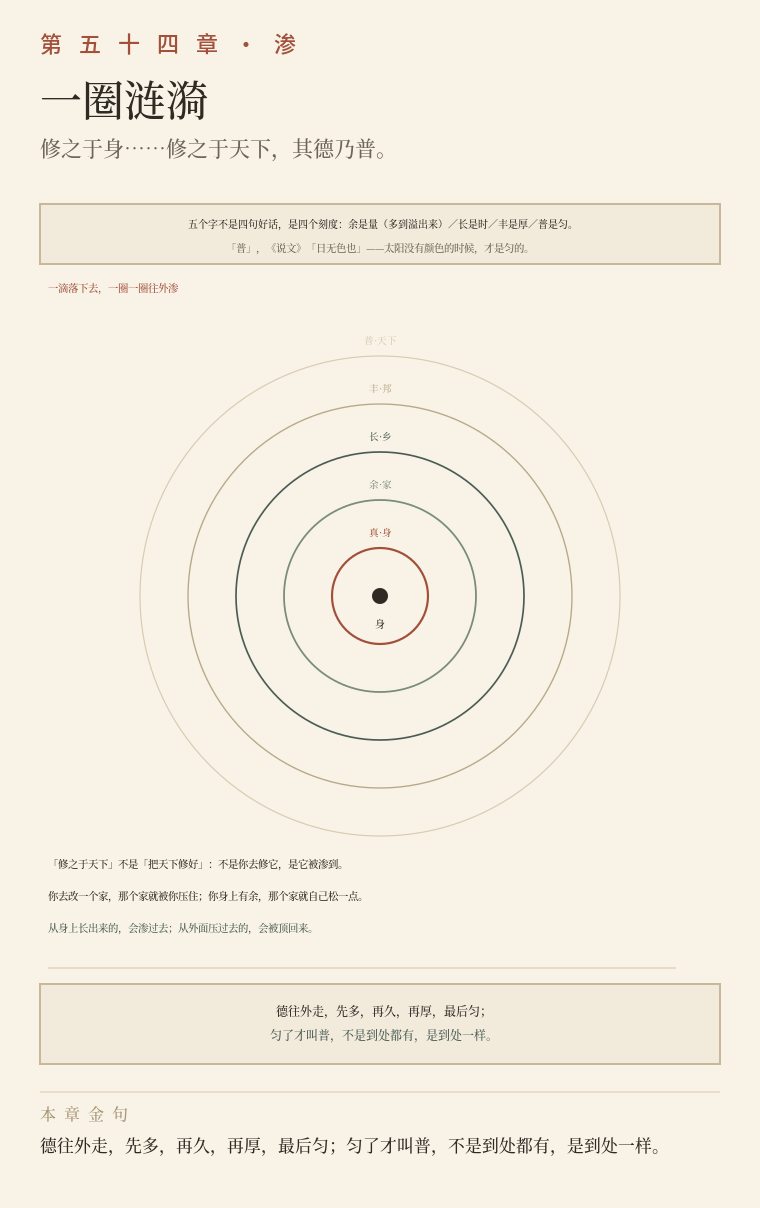 第五十四章·渗
一圈涟漪
修之于身……修之于天下，其德乃普。
五个字不是四句好话，是四个刻度：余是量（多到溢出来）／长是时／丰是厚／普是匀。
「普」，《说文》「日无色也」——太阳没有颜色的时候，才是匀的。
一滴落下去，一圈一圈往外渗
普·天下
丰·邦
长·乡
余·家
真·身
身
「修之于天下」不是「把天下修好」：不是你去修它，是它被渗到。
你去改一个家，那个家就被你压住；你身上有余，那个家就自己松一点。
从身上长出来的，会渗过去；从外面压过去的，会被顶回来。
德往外走，先多，再久，再厚，最后匀；
匀了才叫普，不是到处都有，是到处一样。
本章金句
德往外走，先多，再久，再厚，最后匀；匀了才叫普，不是到处都有，是到处一样。